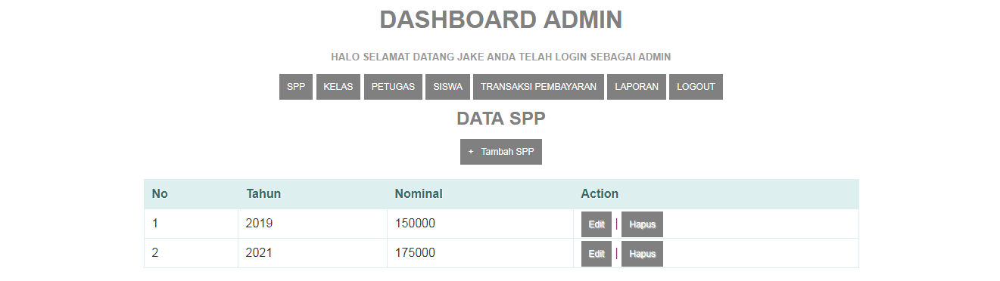 DASHBOARD ADMIN
HALO SELAMAT DATANG JAKE ANDA TELAH LOGIN SEBAGAI ADMIN
SPP KELAS PETUGAS SISWA TRANSAKSI PEMBAYARAN LAPORAN LOGOUT
DATA SPP
+ Tambah SPP
No Tahun Nominal Action
1 2019 150000 Edit | Hapus
2 2021 175000 Edit | Hapus